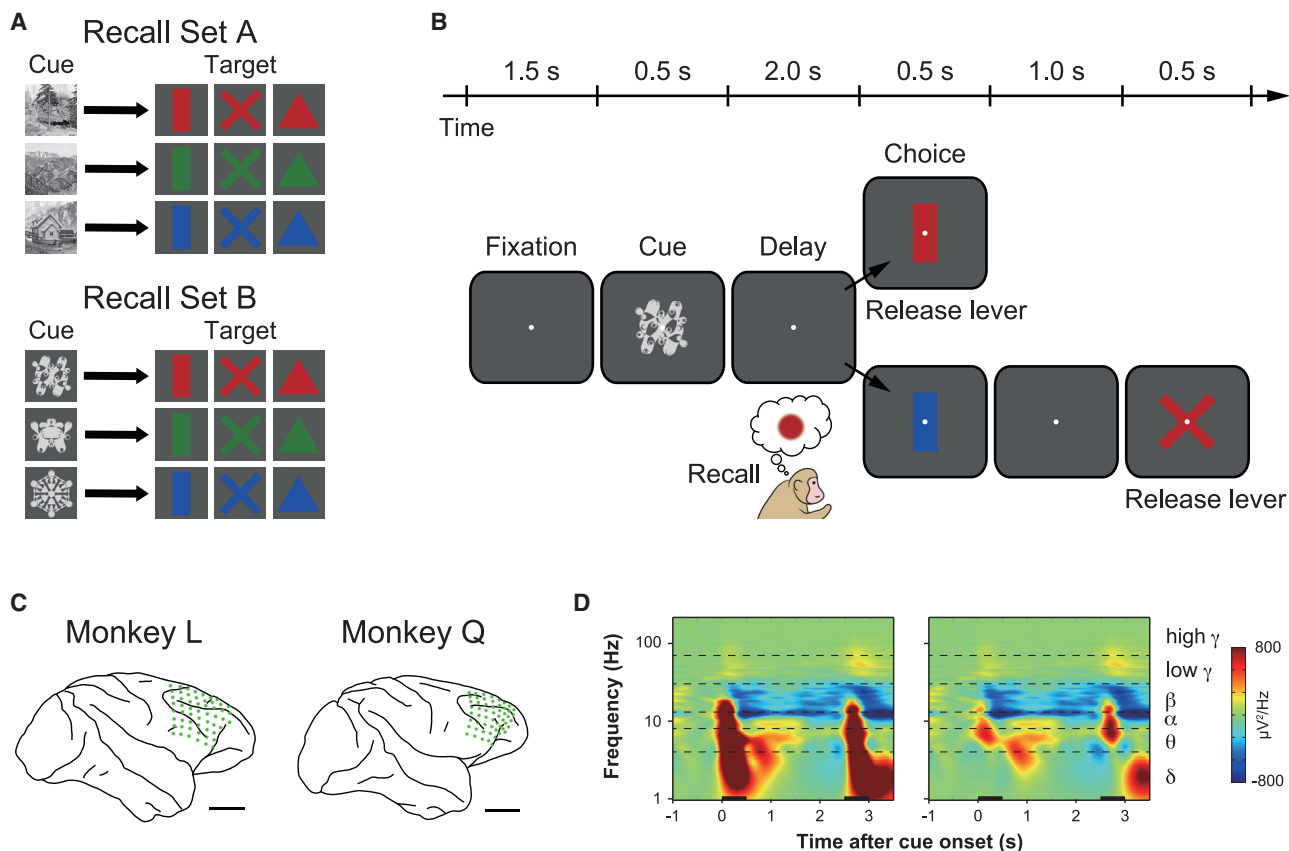 A
Recall Set A
Cue Target
Recall Set B
Cue Target
B
1.5 s 0.5 s 2.0 s 0.5 s 1.0 s 0.5 s
Time
Choice
Fixation Cue Delay
Release lever
Recall
Release lever
C
Monkey L Monkey Q
D
Frequency (Hz)
100
10
1
-1 0 1 2 3
-1 0 1 2 3
Time after cue onset (s)
high γ
low γ
β
α
θ
δ
800
μV²/Hz
-800